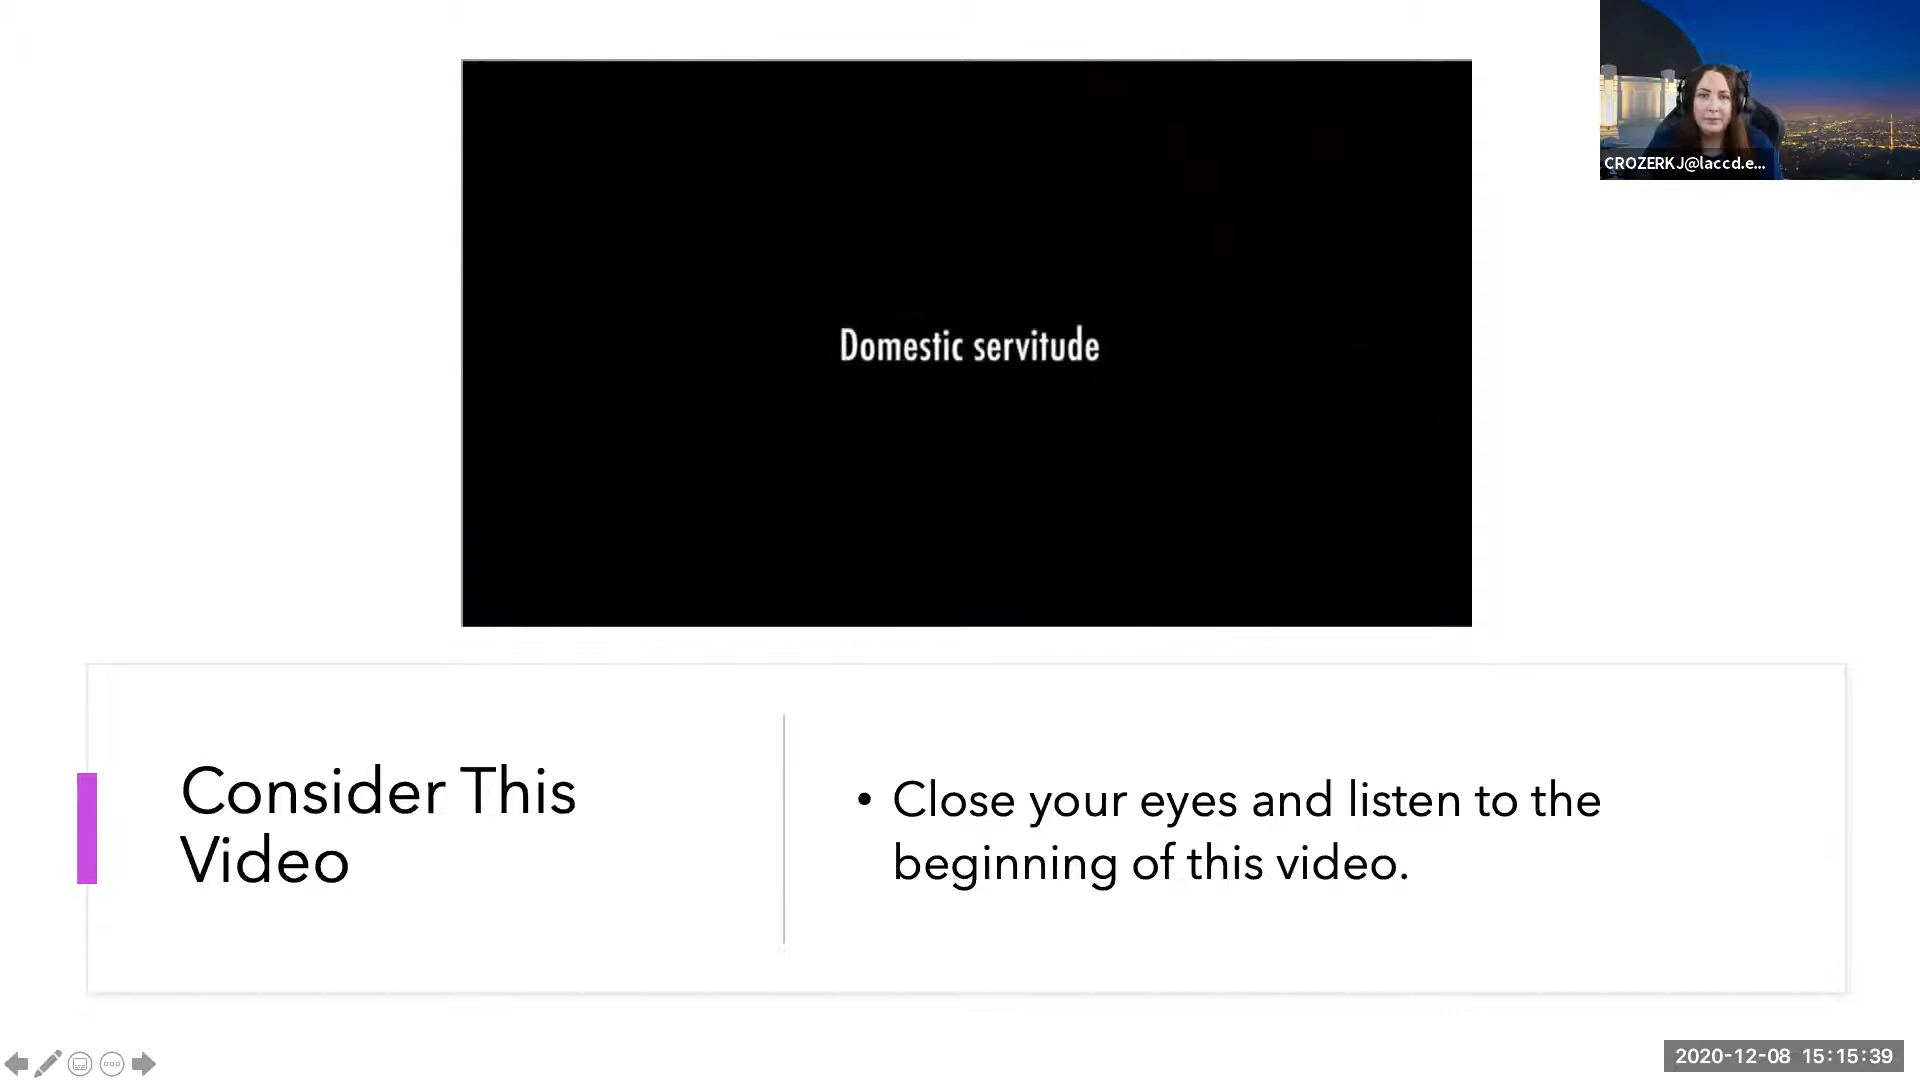 CROZERKJ@laccd.e...
Domestic servitude
Consider This
Video
• Close your eyes and listen to the
beginning of this video.
2020-12-08 15:15:39